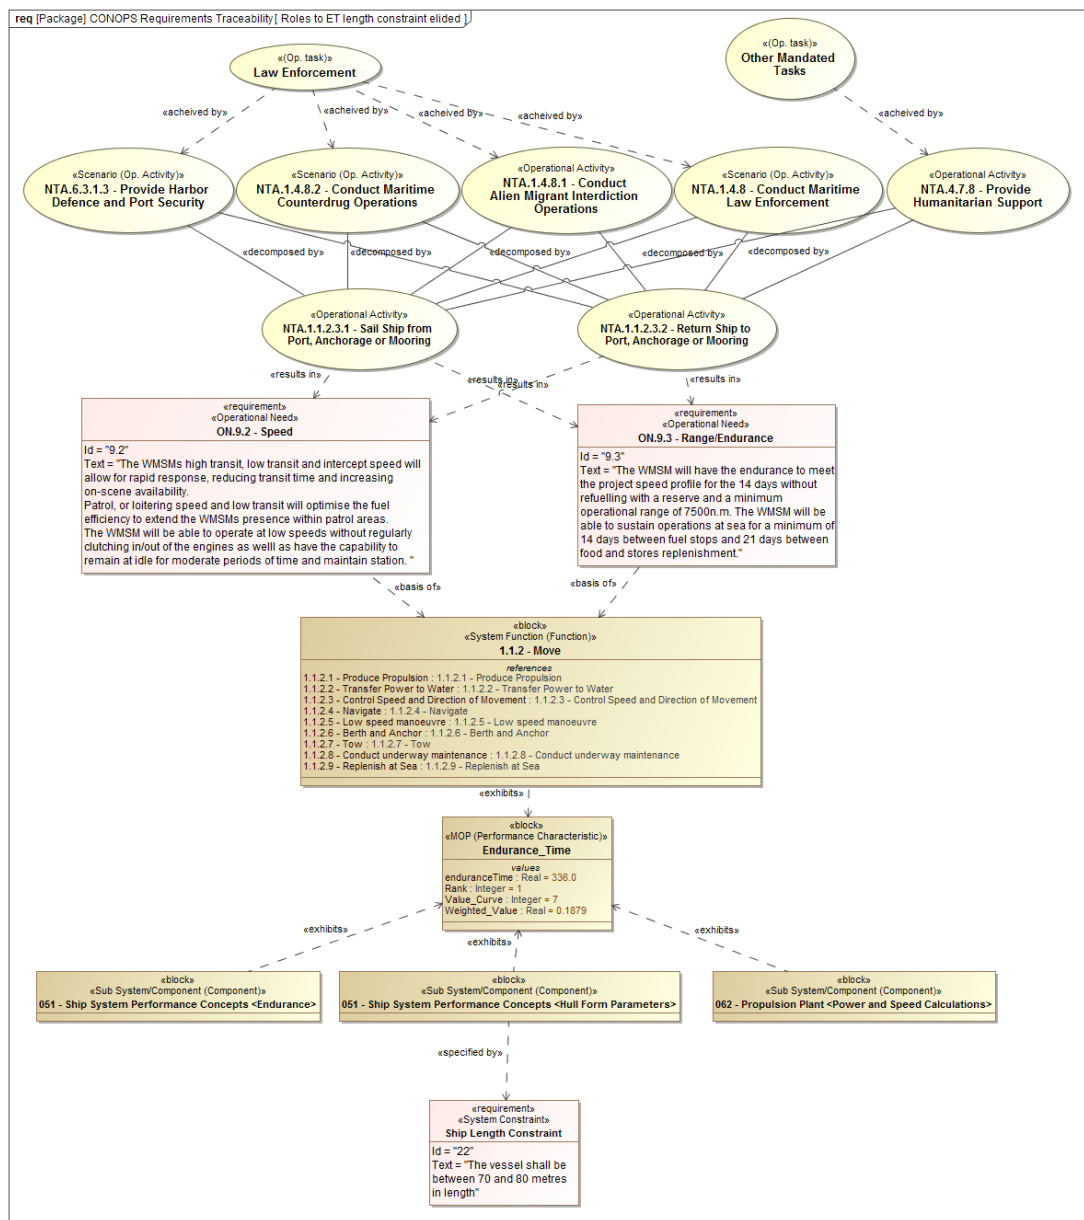 req [Package] CONOPS Requirements Traceability[ Roles to ET length constraint elided ]
«(Op. task)»
Law Enforcement
«(Op. task)»
Other Mandated
Tasks
«acheived by»
«acheived by»
«acheived by»
«acheived by»
«acheived by»
«Scenario (Op. Activity)»
NTA.6.3.1.3 - Provide Harbor
Defence and Port Security
«Scenario (Op. Activity)»
NTA.1.4.8.2 - Conduct Maritime
Counterdrug Operations
«Operational Activity»
NTA.1.4.8.1 - Conduct
Alien Migrant Interdiction
Operations
«Scenario (Op. Activity)»
NTA.1.4.8 - Conduct Maritime
Law Enforcement
«Operational Activity»
NTA.4.7.8 - Provide
Humanitarian Support
«decomposed by»
«decomposed by»
«decomposed by»
«decomposed by»
«decomposed by»
«Operational Activity»
NTA.1.1.2.3.1 - Sail Ship from
Port, Anchorage or Mooring
«Operational Activity»
NTA.1.1.2.3.2 - Return Ship to
Port, Anchorage or Mooring
«results in»
«results in»
«results in»
«results in»
«requirement»
«Operational Need»
ON.9.2 - Speed
Id = "9.2"
Text = "The WMSMs high transit, low transit and intercept speed will
allow for rapid response, reducing transit time and increasing
on-scene availability.
Patrol, or loitering speed and low transit will optimise the fuel
efficiency to extend the WMSMs presence within patrol areas.
The WMSM will be able to operate at low speeds without regularly
clutching in/out of the engines as welll as have the capability to
remain at idle for moderate periods of time and maintain station. "
«requirement»
«Operational Need»
ON.9.3 - Range/Endurance
Id = "9.3"
Text = "The WMSM will have the endurance to meet
the project speed profile for the 14 days without
refuelling with a reserve and a minimum
operational range of 7500n.m. The WMSM will be
able to sustain operations at sea for a minimum of
14 days between fuel stops and 21 days between
food and stores replenishment."
«basis of»
«basis of»
«block»
«System Function (Function)»
1.1.2 - Move
references
1.1.2.1 - Produce Propulsion : 1.1.2.1 - Produce Propulsion
1.1.2.2 - Transfer Power to Water : 1.1.2.2 - Transfer Power to Water
1.1.2.3 - Control Speed and Direction of Movement : 1.1.2.3 - Control Speed and Direction of Movement
1.1.2.4 - Navigate : 1.1.2.4 - Navigate
1.1.2.5 - Low speed manoeuvre : 1.1.2.5 - Low speed manoeuvre
1.1.2.6 - Berth and Anchor : 1.1.2.6 - Berth and Anchor
1.1.2.7 - Tow : 1.1.2.7 - Tow
1.1.2.8 - Conduct underway maintenance : 1.1.2.8 - Conduct underway maintenance
1.1.2.9 - Replenish at Sea : 1.1.2.9 - Replenish at Sea
«exhibits»
«block»
«MOP (Performance Characteristic)»
Endurance_Time
values
enduranceTime : Real = 336.0
Rank : Integer = 1
Value_Curve : Integer = 7
Weighted_Value : Real = 0.1879
«exhibits»
«exhibits»
«exhibits»
«block»
«Sub System/Component (Component)»
051 - Ship System Performance Concepts <Endurance>
«block»
«Sub System/Component (Component)»
051 - Ship System Performance Concepts <Hull Form Parameters>
«block»
«Sub System/Component (Component)»
062 - Propulsion Plant <Power and Speed Calculations>
«specified by»
«requirement»
«System Constraint»
Ship Length Constraint
Id = "22"
Text = "The vessel shall be
between 70 and 80 metres
in length"